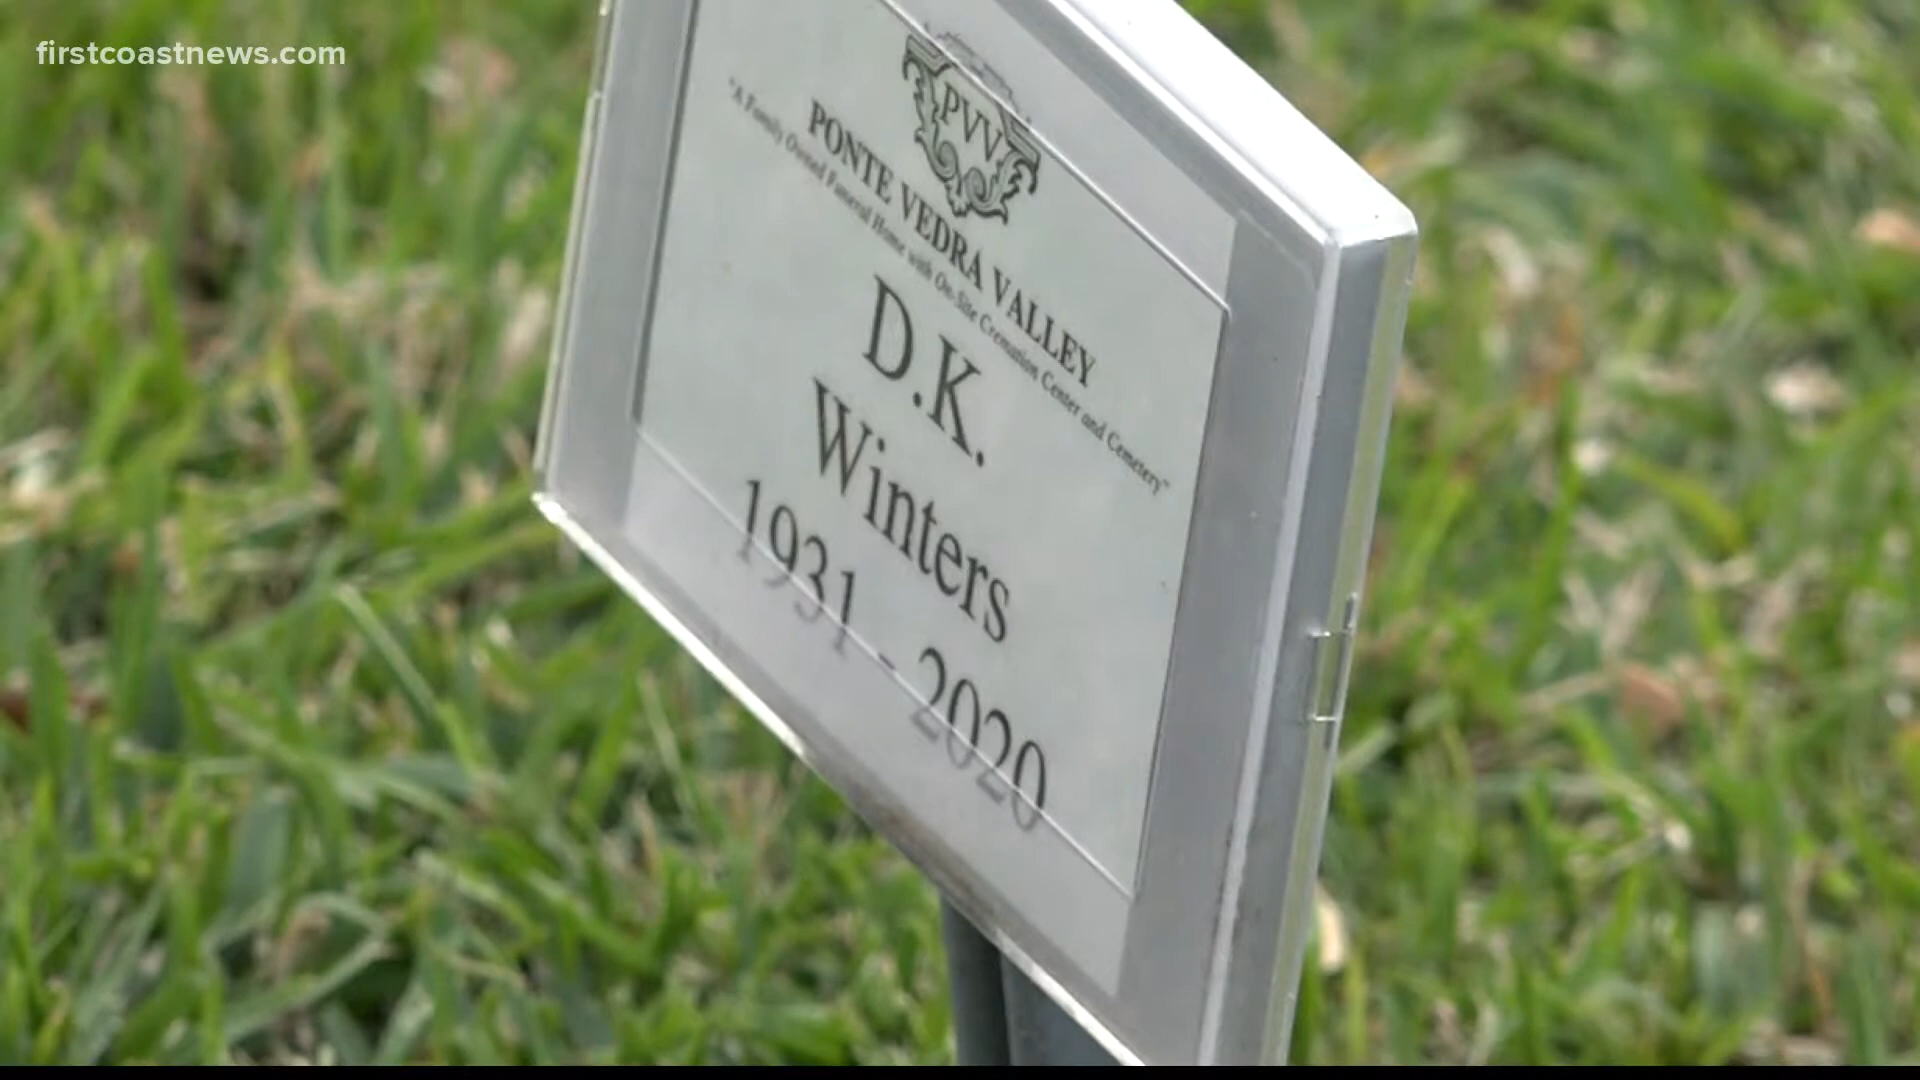 firstcoastnews.com
PVV
PONTE VEDRA VALLEY
"A Family Owned Funeral Home with On-Site Cremation Center and Cemetery"
D.K.
Winters
1931 - 2020